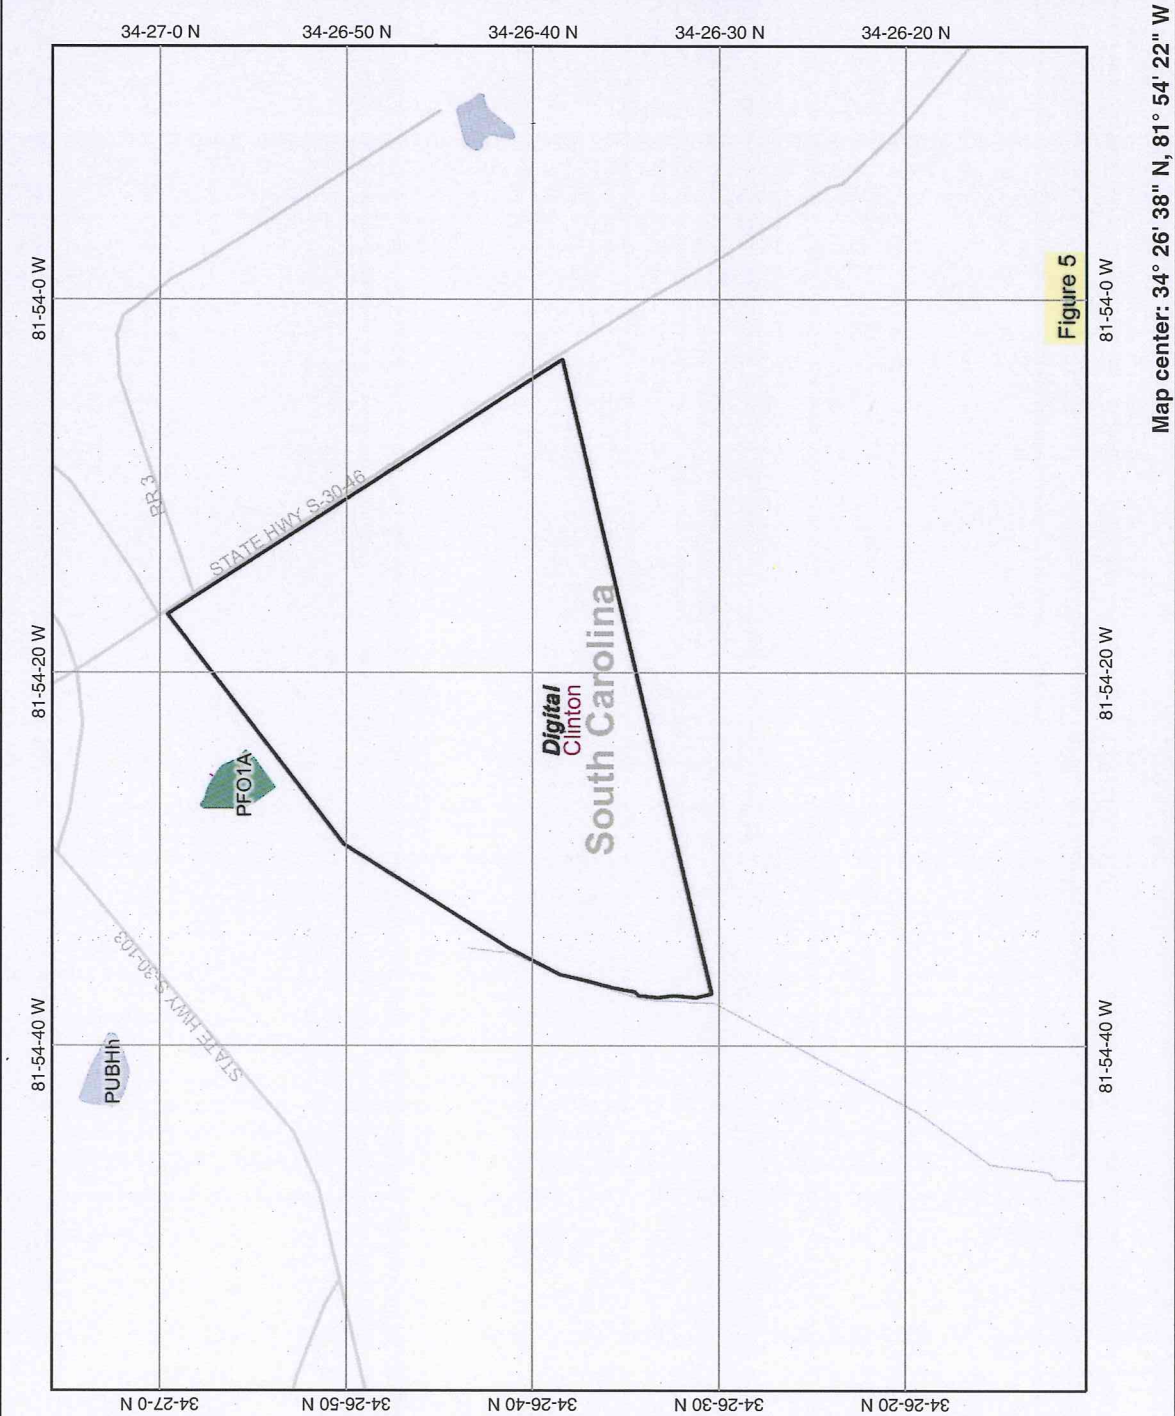 34-27-0 N
34-26-50 N
34-26-40 N
34-26-30 N
34-26-20 N
81-54-0 W
81-54-20 W
81-54-40 W
RR 3
STATE HWY S-30-46
STATE HWY S-30-103
PFO1A
PUBHh
Digital
Clinton
South Carolina
Figure 5
81-54-0 W
81-54-20 W
81-54-40 W
34-27-0 N
34-26-50 N
34-26-40 N
34-26-30 N
34-26-20 N
Map center: 34° 26' 38" N, 81° 54' 22" W